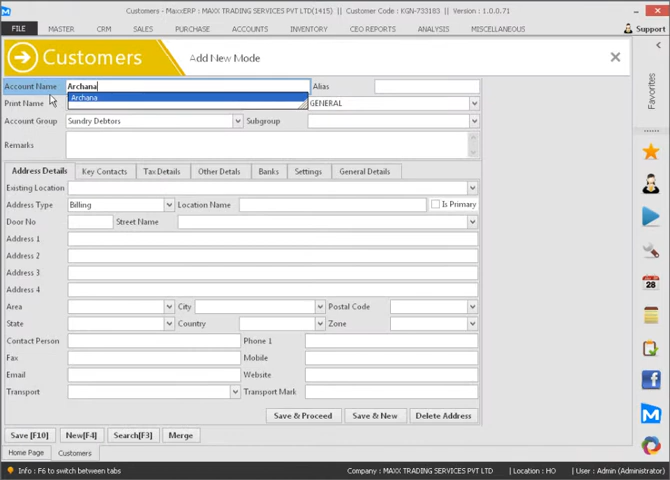 Customers - MaxxERP : MAXX TRADING SERVICES PVT LTD(1415) | Customer Code : KGN-733183 || Version : 1.0.0.71
FILE MASTER CRM SALES PURCHASE ACCOUNTS INVENTORY CEO REPORTS ANALYSIS MISCELLANEOUS Support
Customers Add New Mode
Favorites
Account Name Archana Alias
Archana
Print Name GENERAL
Account Group Sundry Debtors Subgroup
Remarks
Address Details Key Contacts Tax Details Other Details Banks Settings General Details
Existing Location
Address Type Billing Location Name Is Primary
Door No Street Name
Address 1
Address 2
Address 3
28
Address 4
Area City Postal Code
State Country Zone
Contact Person Phone 1
Fax Mobile
Email Website
Transport Transport Mark
Save & Proceed Save & New Delete Address
Save [F10] New[F4] Search[F3] Merge
Home Page Customers
Info : F6 to switch between tabs Company : MAXX TRADING SERVICES PVT LTD | Location : HO | User : Admin (Administrator)